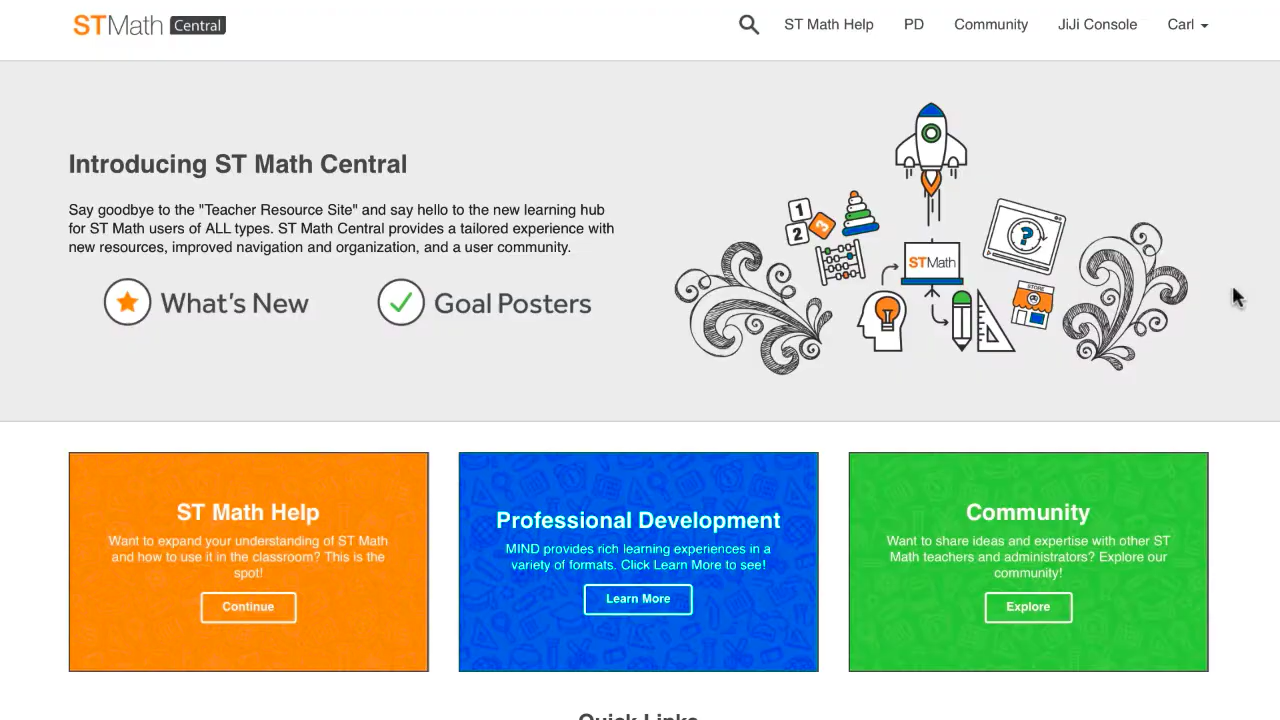 STMath Central
ST Math Help PD Community JiJi Console Carl
Introducing ST Math Central
Say goodbye to the "Teacher Resource Site" and say hello to the new learning hub
for ST Math users of ALL types. ST Math Central provides a tailored experience with
new resources, improved navigation and organization, and a user community.
What's New
Goal Posters
1
2
3
STMath
?
STORE
ST Math Help
Want to expand your understanding of ST Math
and how to use it in the classroom? This is the
spot!
Continue
Professional Development
MIND provides rich learning experiences in a
variety of formats. Click Learn More to see!
Learn More
Community
Want to share ideas and expertise with other ST
Math teachers and administrators? Explore our
community!
Explore
Quick Links